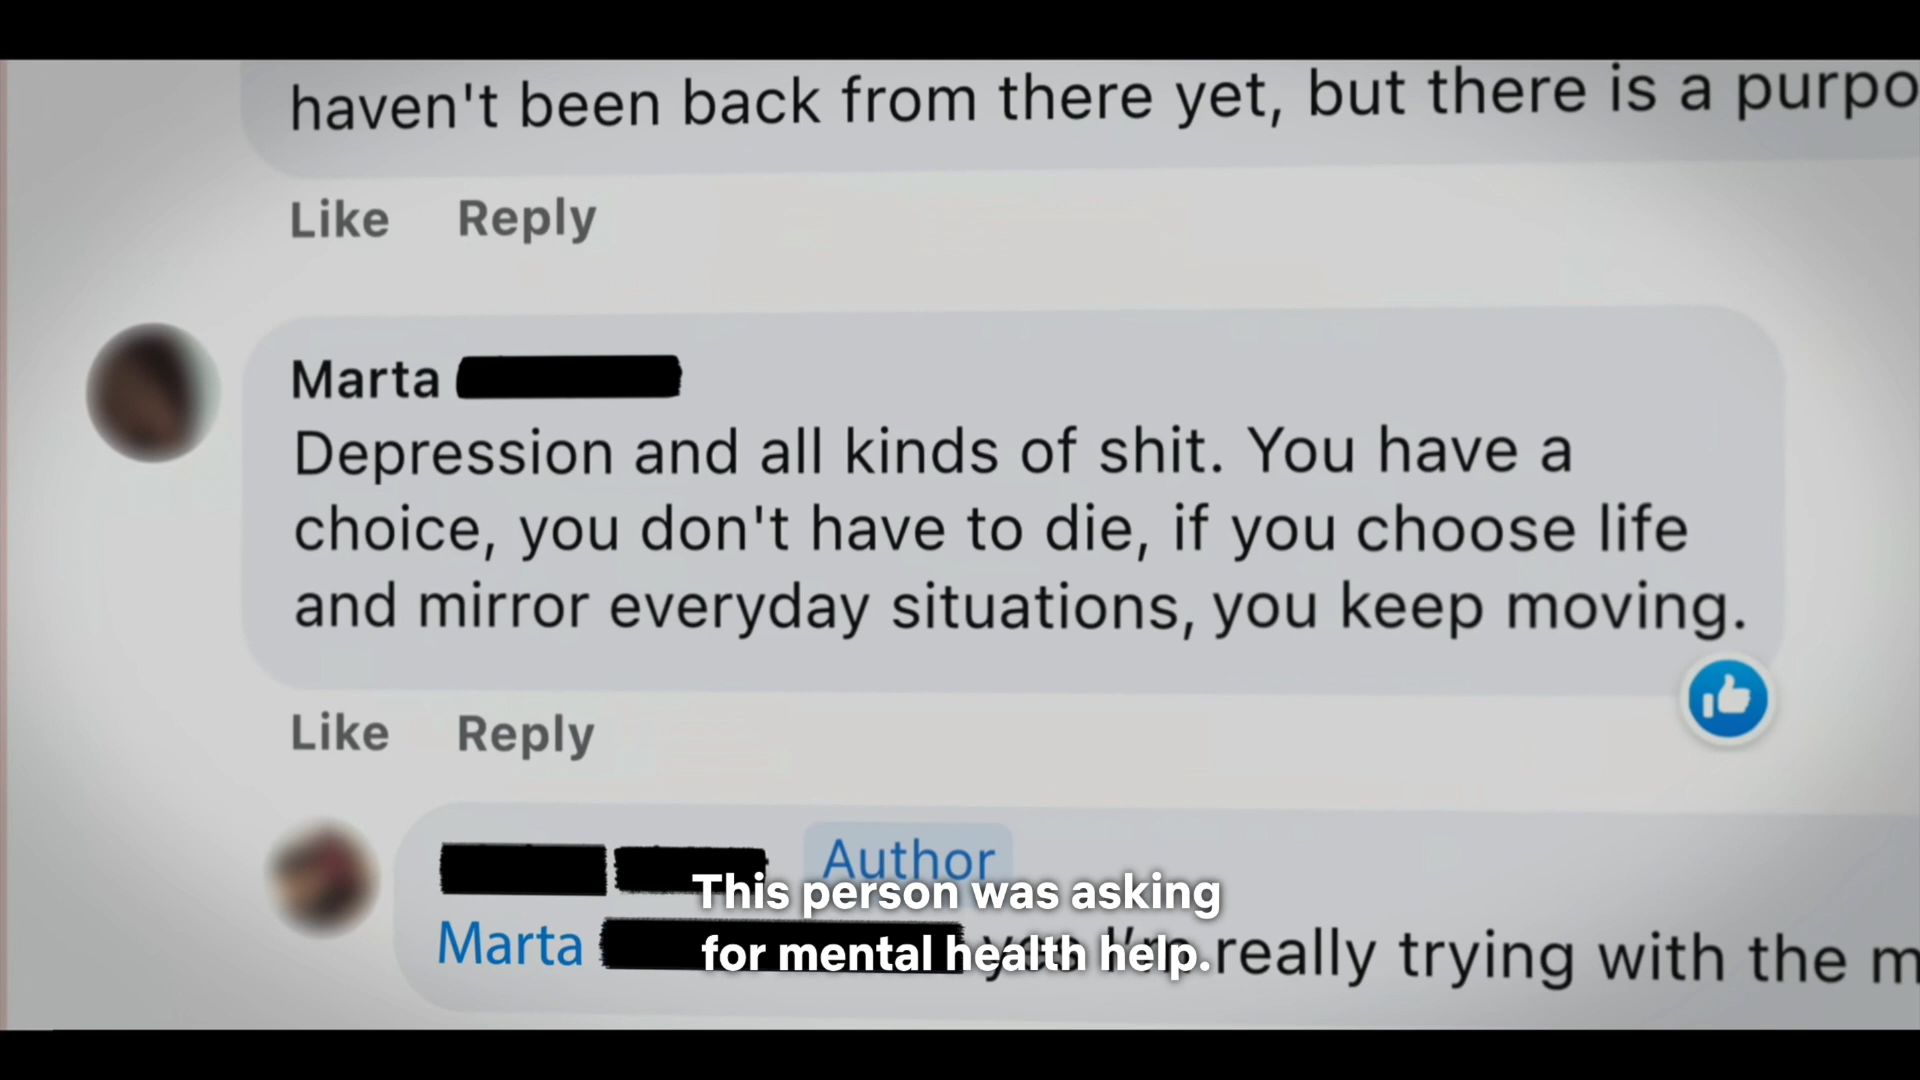 haven't been back from there yet, but there is a purpo
Like Reply
Marta
Depression and all kinds of shit. You have a
choice, you don't have to die, if you choose life
and mirror everyday situations, you keep moving.
Like Reply
Author
This person was asking
Marta really trying with the m
for mental health help.